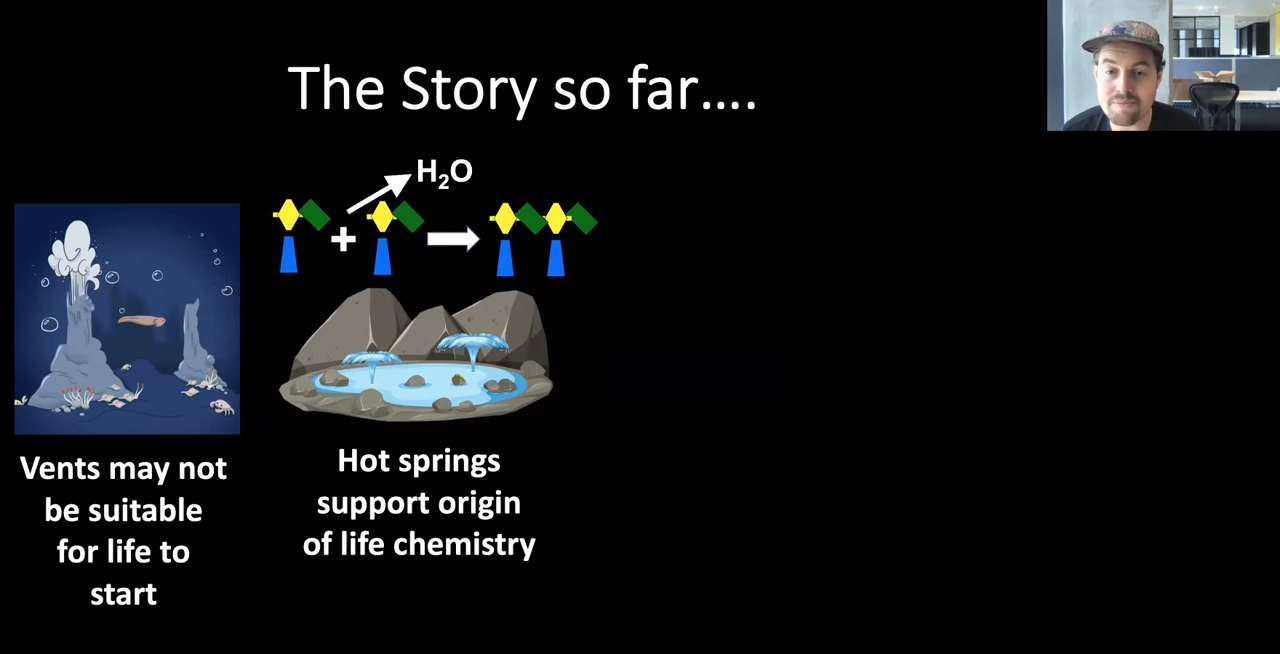 The Story so far....
H₂O
+
Vents may not
be suitable
for life to
start
Hot springs
support origin
of life chemistry